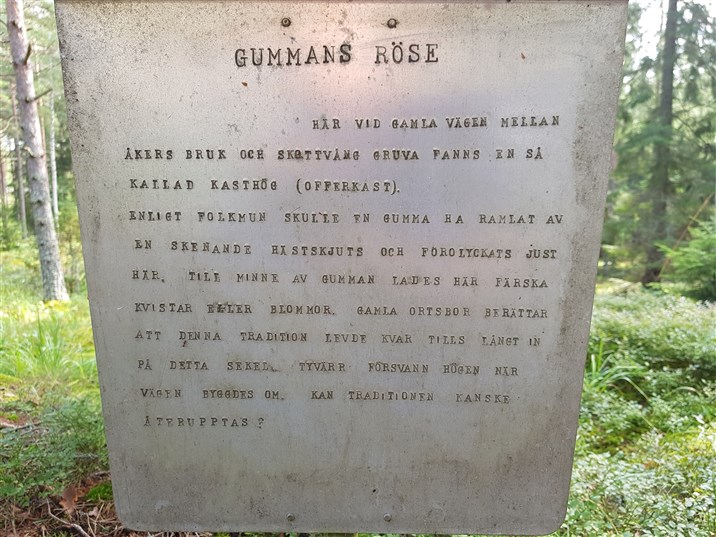 GUMMANS RÖSE
HÄR VID GAMLA VÄGEN MELLAN
ÅKERS BRUK OCH SKOTTVÅNG GRUVA FANNS EN SÅ
KALLAD KASTHÖG (OFFERKAST).
ENLIGT FOLKMUN SKULLE EN GUMMA HA RAMLAT AV
EN SKENANDE HÄSTSKJUTS OCH FÖROLYCKATS JUST
HÄR. TILL MINNE AV GUMMAN LADES HÄR FÄRSKA
KVISTAR ELLER BLOMMOR. GAMLA ORTSBOR BERÄTTAR
ATT DENNA TRADITION LEVDE KVAR TILLS LÅNGT IN
PÅ DETTA SEKEL. TYVÄRR FÖRSVANN HÖGEN NÄR
VÄGEN BYGGDES OM. KAN TRADITIONEN KANSKE
ÅTERUPPTAS?